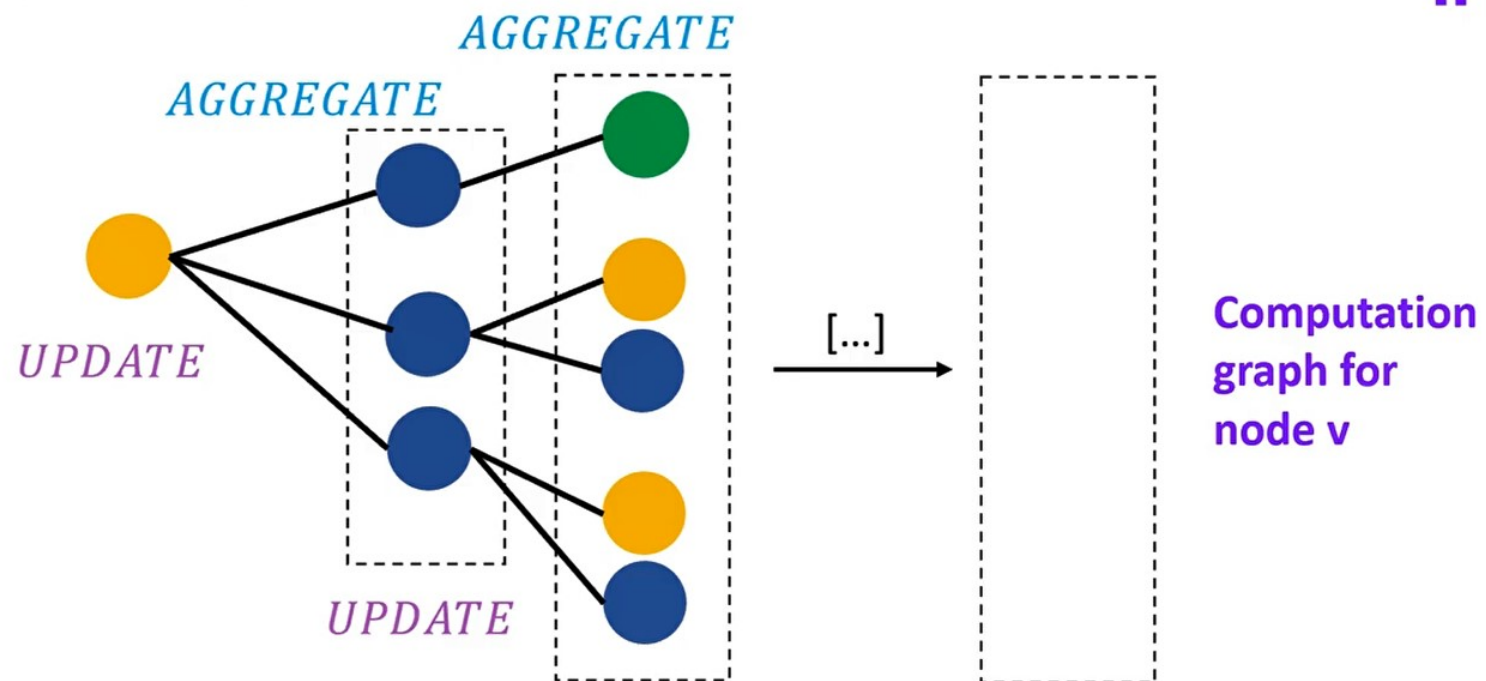 AGGREGATE
AGGREGATE
UPDATE
UPDATE
[...]
Computation
graph for
node v